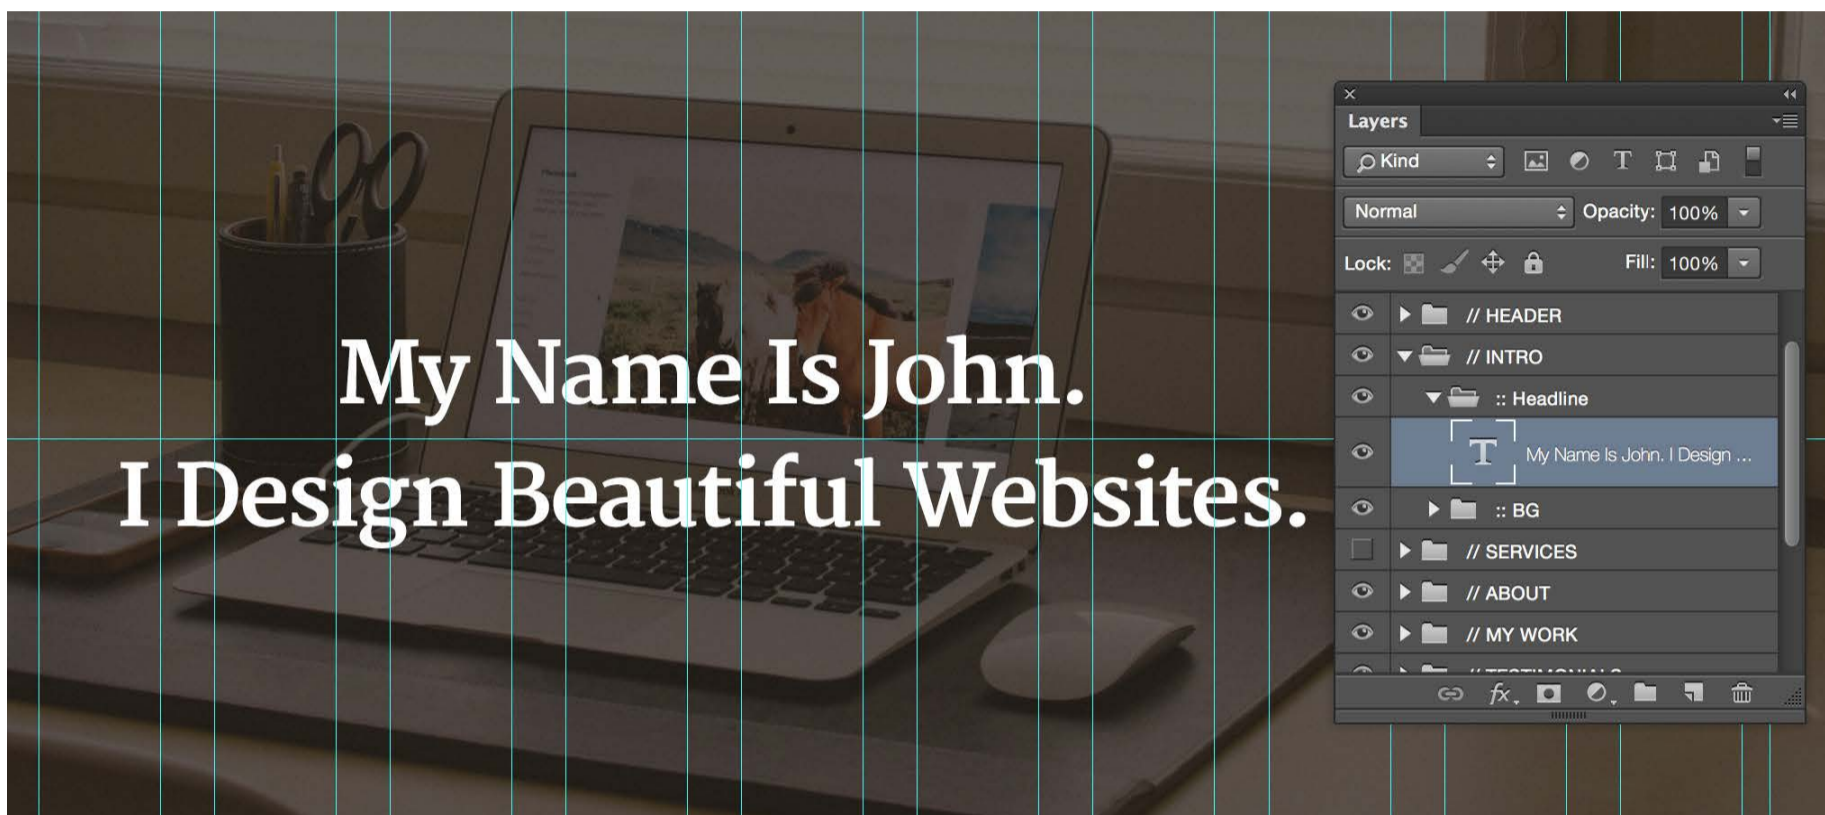 My Name Is John.
I Design Beautiful Websites.
Layers
Kind
Normal
Opacity: 100%
Lock:
Fill: 100%
// HEADER
// INTRO
:: Headline
My Name Is John. I Design ...
:: BG
// SERVICES
// ABOUT
// MY WORK